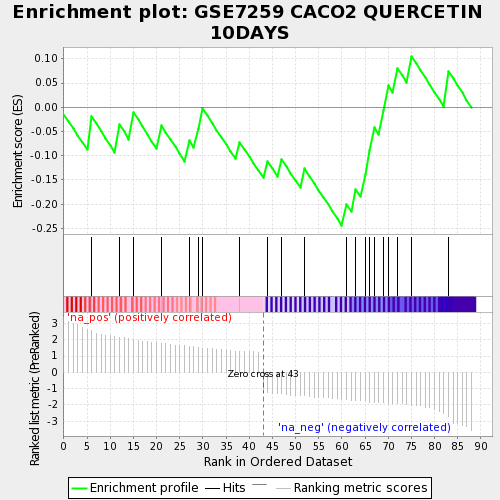 Enrichment plot: GSE7259 CACO2 QUERCETIN
10DAYS
Enrichment score (ES)
0.10
0.05
0.00
-0.05
-0.10
-0.15
-0.20
-0.25
'na_pos' (positively correlated)
Ranked list metric (PreRanked)
3
2
1
0
-1
-2
-3
Zero cross at 43
'na_neg' (negatively correlated)
0 5 10 15 20 25 30 35 40 45 50 55 60 65 70 75 80 85 90
Rank in Ordered Dataset
Enrichment profile Hits Ranking metric scores